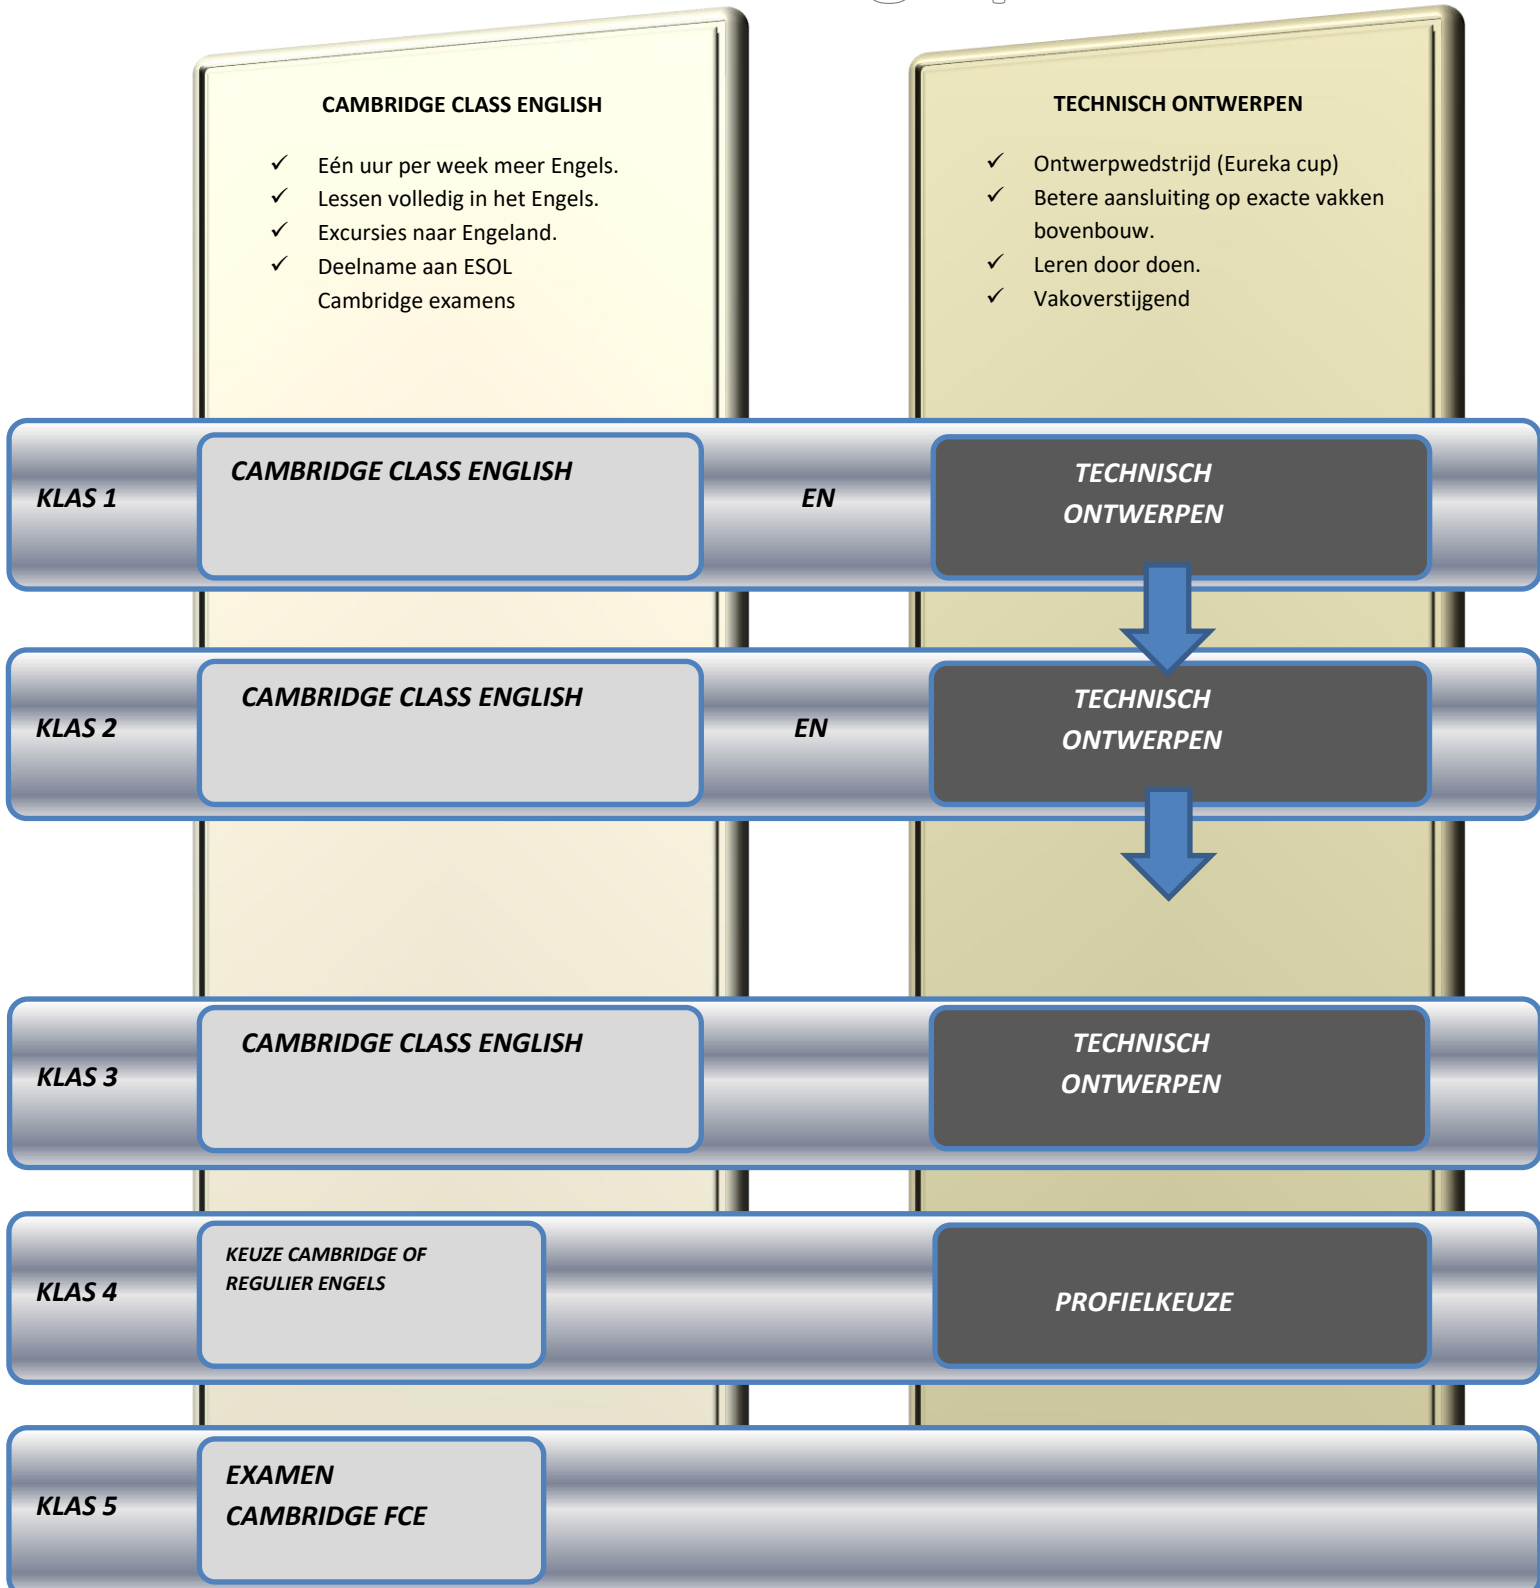 CAMBRIDGE CLASS ENGLISH
✓ Eén uur per week meer Engels.
✓ Lessen volledig in het Engels.
✓ Excursies naar Engeland.
✓ Deelname aan ESOL
Cambridge examens
TECHNISCH ONTWERPEN
✓ Ontwerpwedstrijd (Eureka cup)
✓ Betere aansluiting op exacte vakken
bovenbouw.
✓ Leren door doen.
✓ Vakoverstijgend
KLAS 1
CAMBRIDGE CLASS ENGLISH
EN
TECHNISCH
ONTWERPEN
KLAS 2
CAMBRIDGE CLASS ENGLISH
EN
TECHNISCH
ONTWERPEN
KLAS 3
CAMBRIDGE CLASS ENGLISH
TECHNISCH
ONTWERPEN
KLAS 4
KEUZE CAMBRIDGE OF
REGULIER ENGELS
PROFIELKEUZE
KLAS 5
EXAMEN
CAMBRIDGE FCE